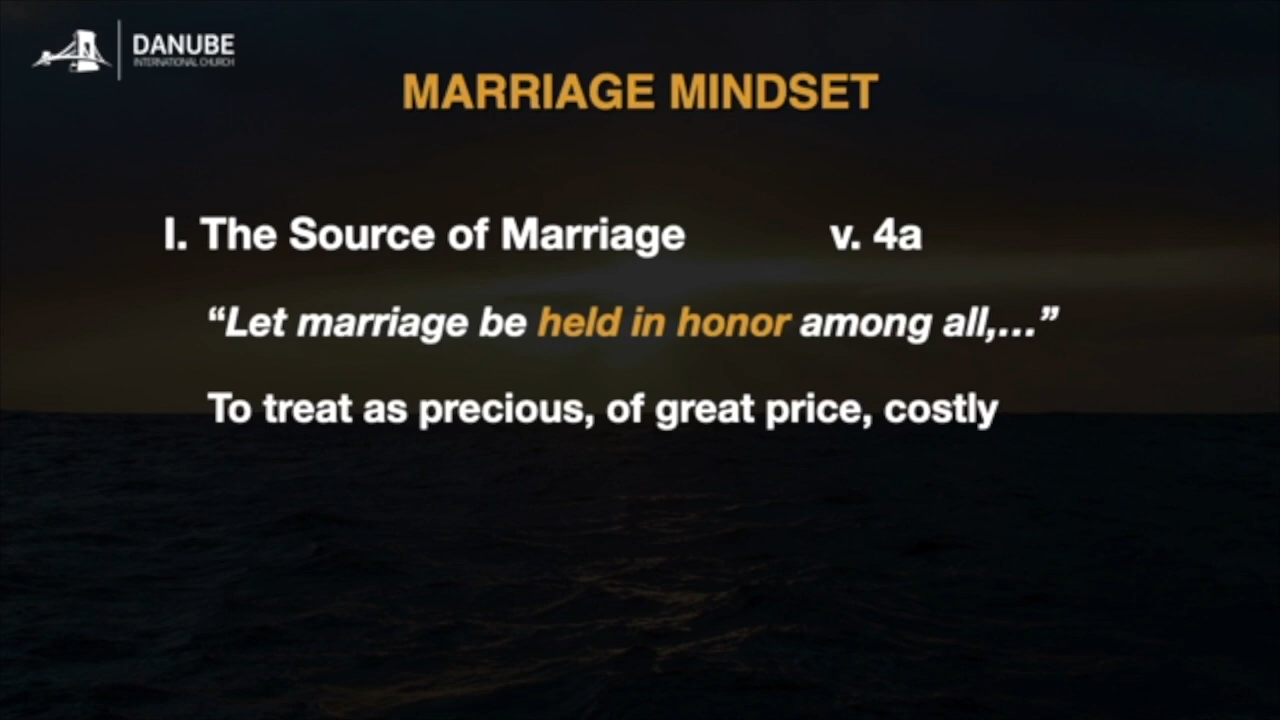 DANUBE
INTERNATIONAL CHURCH
MARRIAGE MINDSET
I. The Source of Marriage v. 4a
“Let marriage be held in honor among all,...”
To treat as precious, of great price, costly